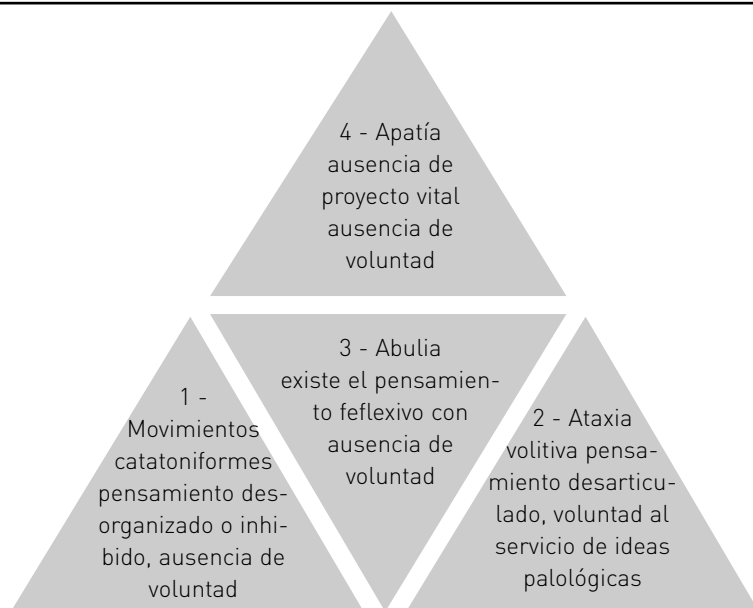 4 - Apatía
ausencia de
proyecto vital
ausencia de
voluntad
3 - Abulia
existe el pensamien-
to feflexivo con
ausencia de
voluntad
1 -
Movimientos
catatoniformes
pensamiento des-
organizado o inhi-
bido, ausencia de
voluntad
2 - Ataxia
volitiva pensa-
miento desarticu-
lado, voluntad al
servicio de ideas
palológicas